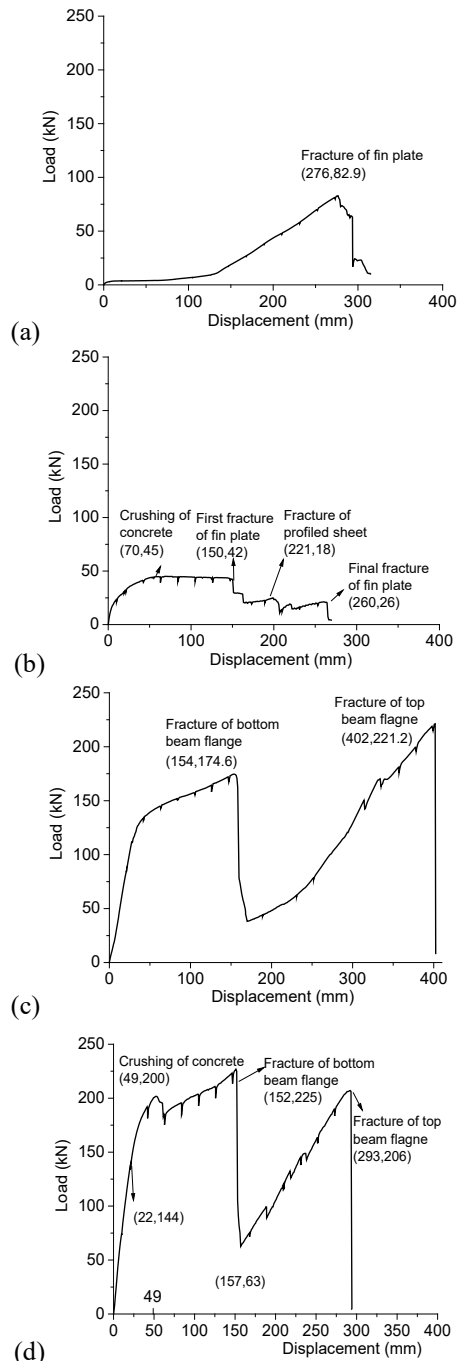 250
200
150
100
50
0
Load (kN)
Fracture of fin plate
(276,82.9)
0 100 200 300 400
Displacement (mm)
(a)
250
200
150
100
50
0
Load (kN)
Crushing of
concrete
(70,45)
First fracture
of fin plate
(150,42)
Fracture of
profiled sheet
(221,18)
Final fracture
of fin plate
(260,26)
0 100 200 300 400
Displacement (mm)
(b)
250
200
150
100
50
0
Load (kN)
Fracture of bottom
beam flange
(154,174.6)
Fracture of top
beam flagne
(402,221.2)
0 100 200 300 400
Displacement (mm)
(c)
250
200
150
100
50
0
Load (kN)
Crushing of concrete
(49,200)
Fracture of bottom
beam flange
(152,225)
Fracture of top
beam flagne
(293,206)
(22,144)
(157,63)
49
0 50 100 150 200 250 300 350 400
Displacement (mm)
(d)